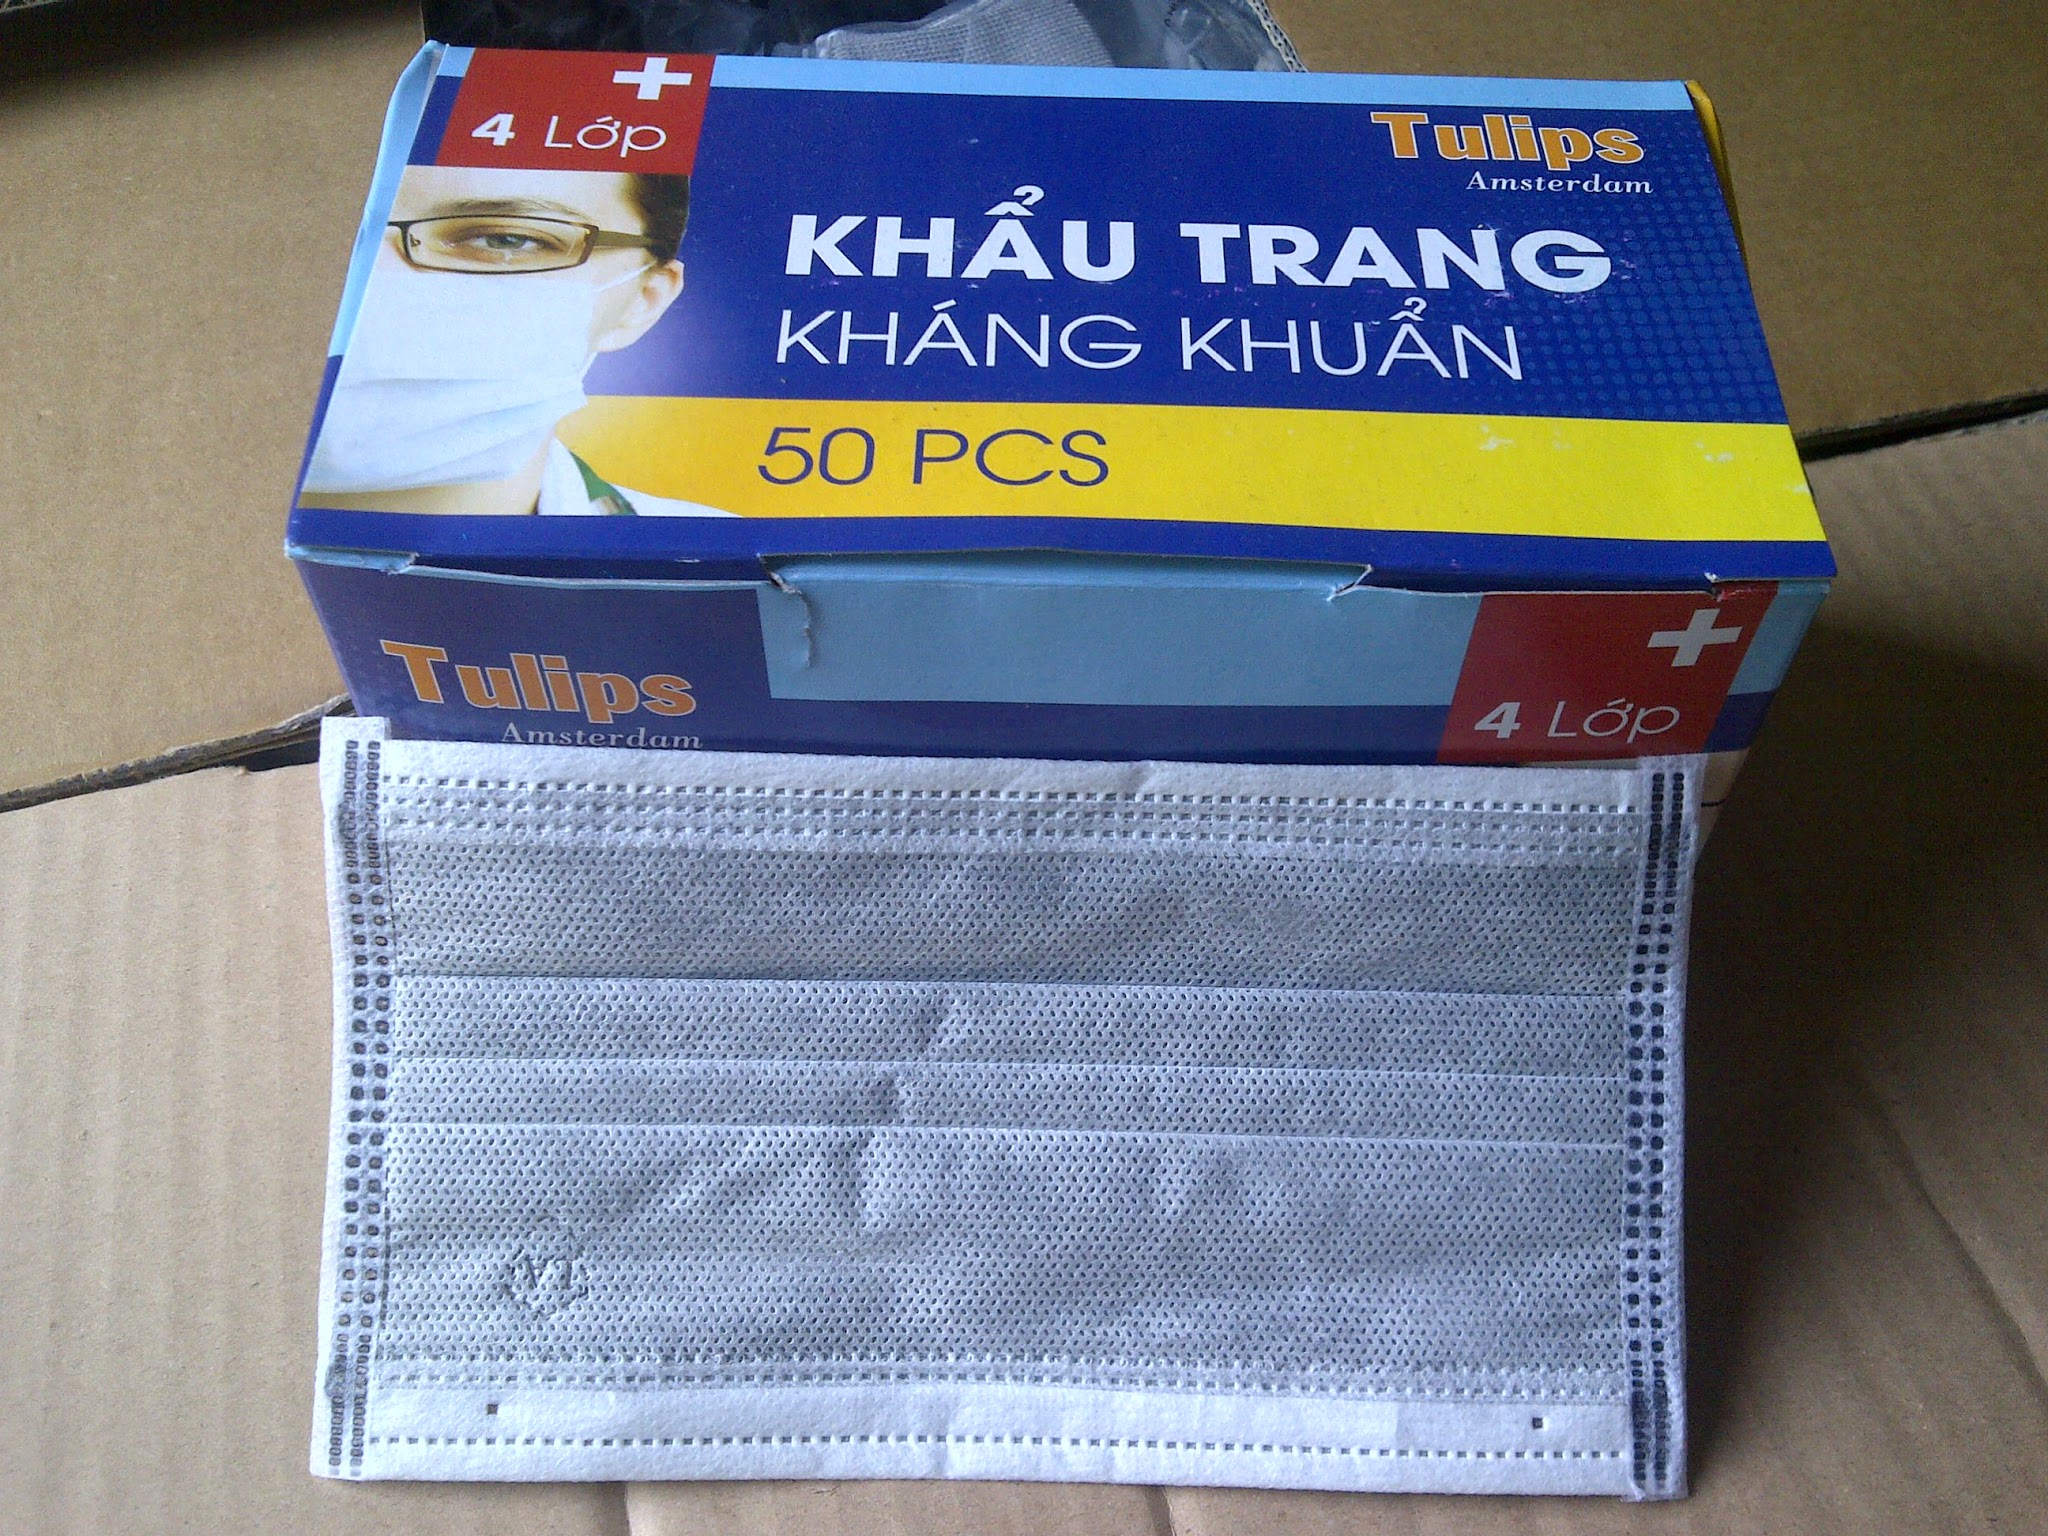 4 Lớp
Tulips
Amsterdam
KHẨU TRANG
KHÁNG KHUẨN
50 PCS
Tulips
Amsterdam
4 Lớp